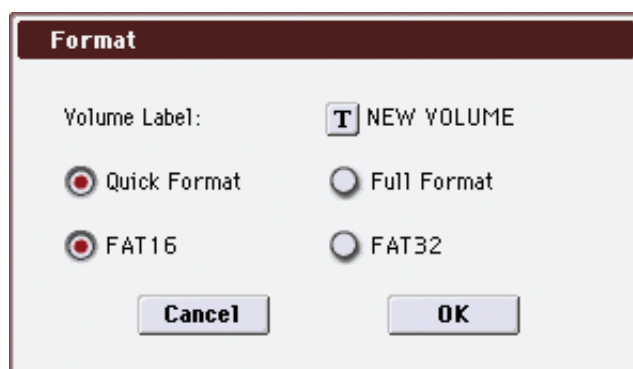 Format
Volume Label: T NEW VOLUME
Quick Format Full Format
FAT16 FAT32
Cancel OK